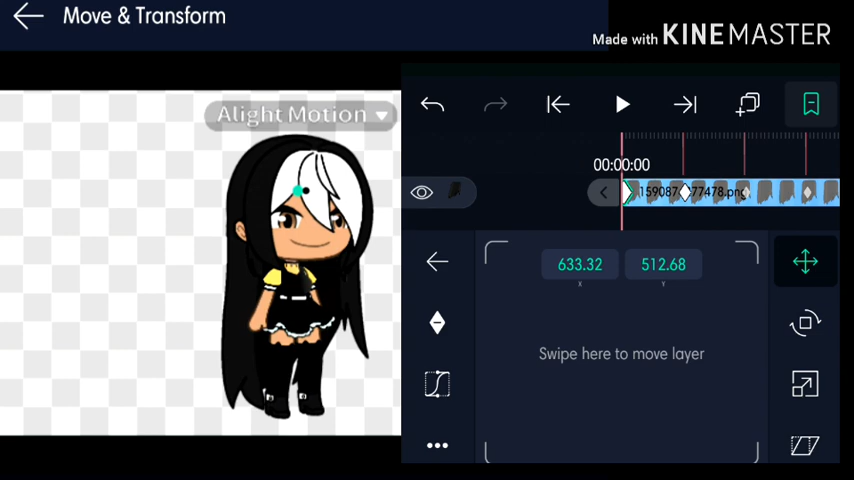 Move & Transform
Made with KINEMASTER
Alight Motion
00:00:00
633.32
512.68
X
Y
Swipe here to move layer